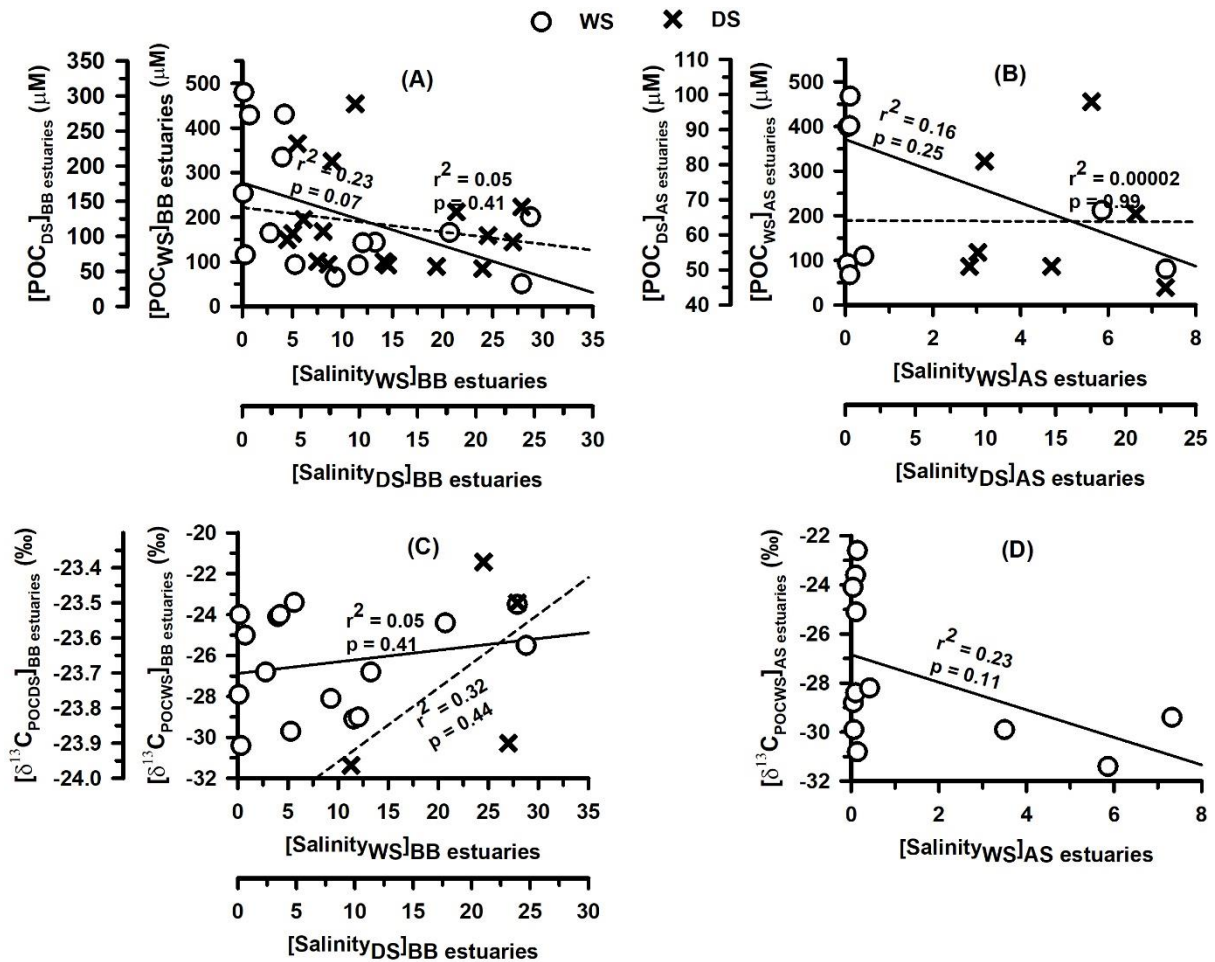 WS DS
(A)
[POC_DS]_BB estuaries (μM)
350
300
250
200
150
100
50
0
[POC_WS]_BB estuaries (μM)
500
400
300
200
100
0
r² = 0.23
p = 0.07
r² = 0.05
p = 0.41
0 5 10 15 20 25 30 35
[Salinity_WS]_BB estuaries
0 5 10 15 20 25 30
[Salinity_DS]_BB estuaries
(B)
[POC_DS]_AS estuaries (μM)
110
100
90
80
70
60
50
40
[POC_WS]_AS estuaries (μM)
500
400
300
200
100
0
r² = 0.16
p = 0.25
r² = 0.00002
p = 0.99
0 2 4 6 8
[Salinity_WS]_AS estuaries
0 5 10 15 20 25
[Salinity_DS]_AS estuaries
(C)
[δ¹³C_POCDS]_BB estuaries (‰)
-23.4
-23.5
-23.6
-23.7
-23.8
-23.9
-24.0
[δ¹³C_POCWS]_BB estuaries (‰)
-20
-22
-24
-26
-28
-30
-32
r² = 0.05
p = 0.41
r² = 0.32
p = 0.44
0 5 10 15 20 25 30 35
[Salinity_WS]_BB estuaries
0 5 10 15 20 25 30
[Salinity_DS]_BB estuaries
(D)
[δ¹³C_POCWS]_AS estuaries (‰)
-22
-24
-26
-28
-30
-32
r² = 0.23
p = 0.11
0 2 4 6 8
[Salinity_WS]_AS estuaries